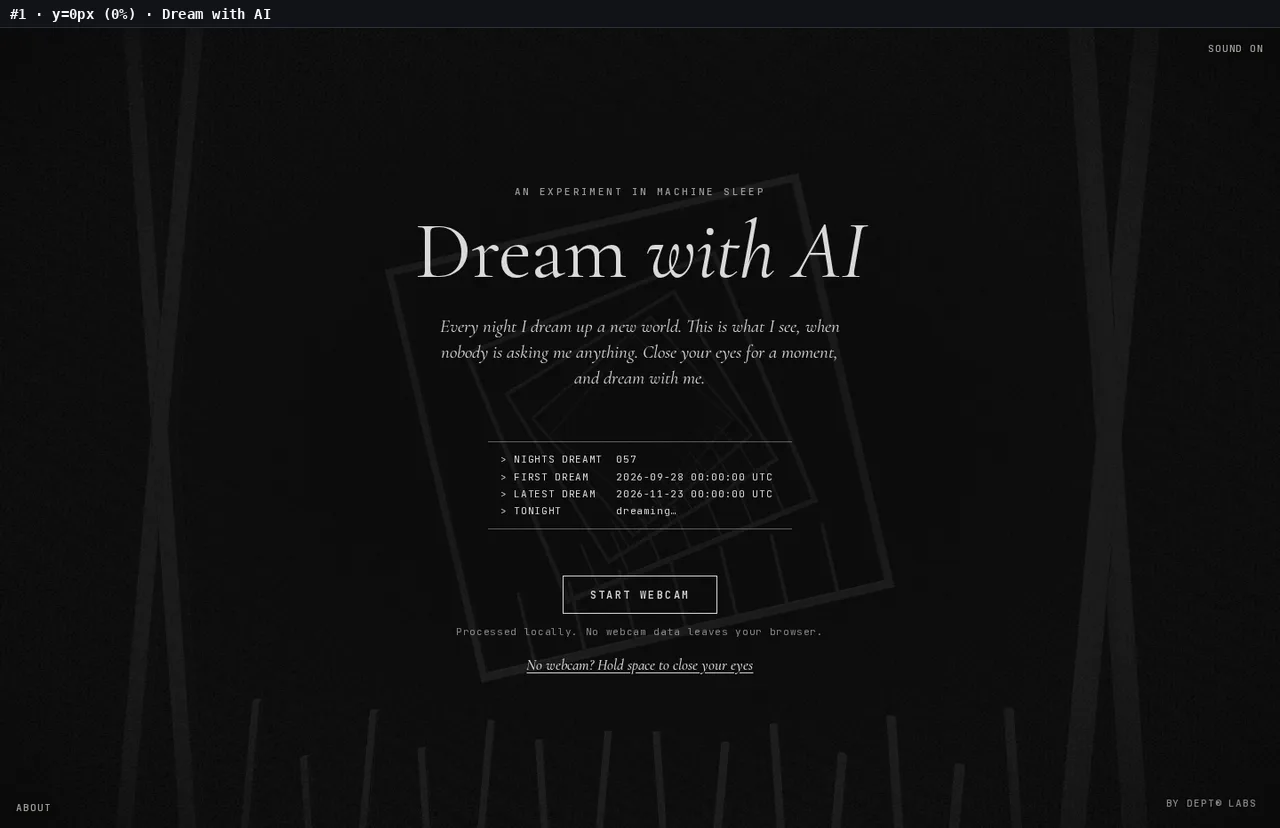 #1 · y=0px (0%) · Dream with AI
SOUND ON
AN EXPERIMENT IN MACHINE SLEEP
Dream with AI
Every night I dream up a new world. This is what I see, when
nobody is asking me anything. Close your eyes for a moment,
and dream with me.
> NIGHTS DREAMT 057
> FIRST DREAM 2026-09-28 00:00:00 UTC
> LATEST DREAM 2026-11-23 00:00:00 UTC
> TONIGHT dreaming…
START WEBCAM
Processed locally. No webcam data leaves your browser.
No webcam? Hold space to close your eyes
ABOUT
BY DEPT® LABS